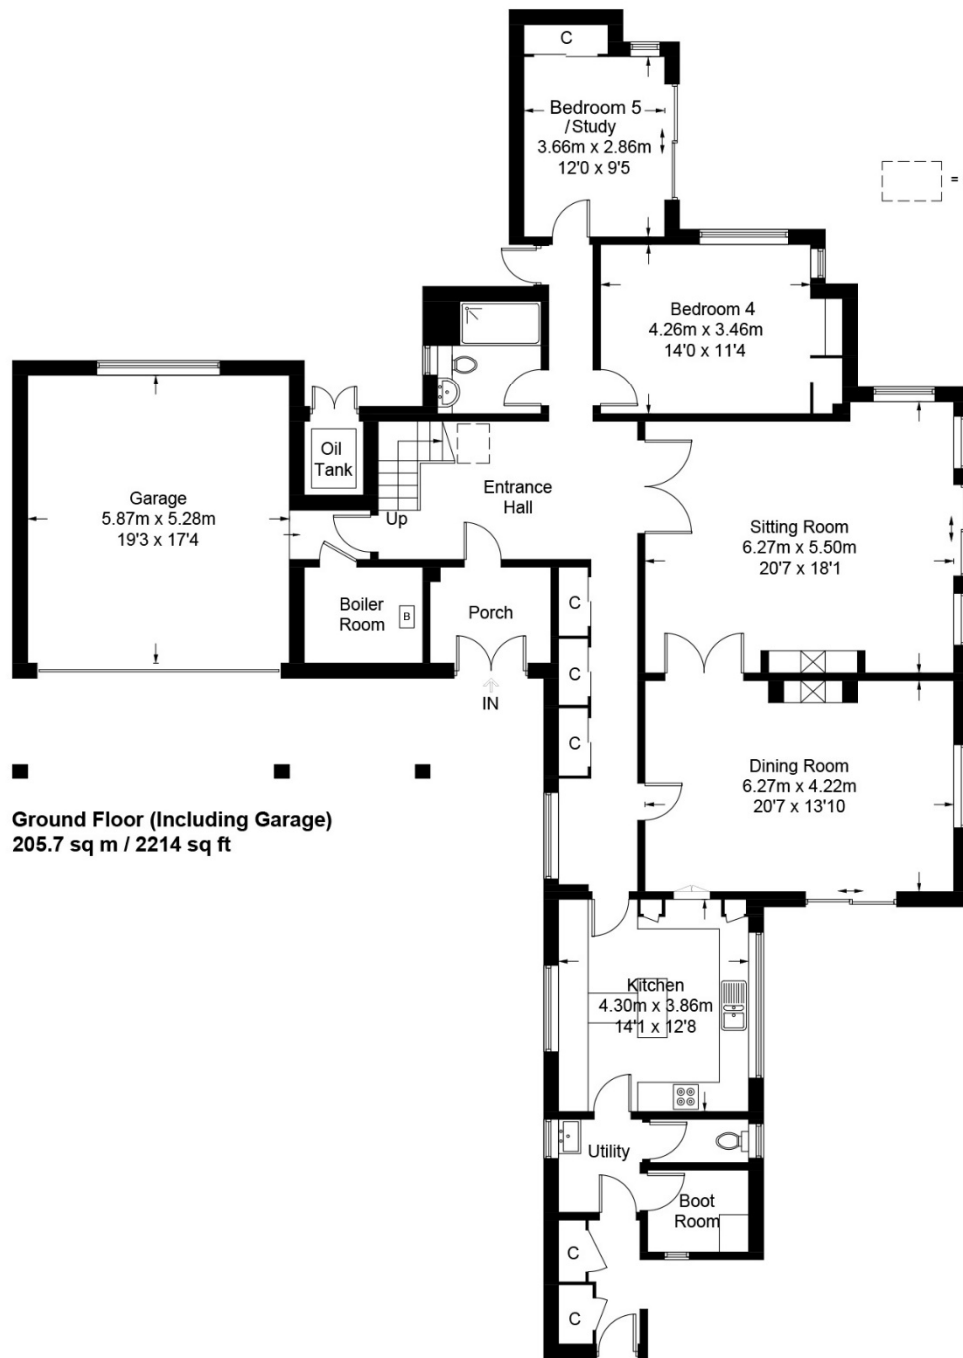 C
Bedroom 5
/Study
3.66m x 2.86m
12'0 x 9'5
=
Bedroom 4
4.26m x 3.46m
14'0 x 11'4
Oil
Tank
Garage
5.87m x 5.28m
19'3 x 17'4
Up
Entrance
Hall
Sitting Room
6.27m x 5.50m
20'7 x 18'1
Boiler
Room
B
Porch
IN
C
C
C
Dining Room
6.27m x 4.22m
20'7 x 13'10
Ground Floor (Including Garage)
205.7 sq m / 2214 sq ft
Kitchen
4.30m x 3.86m
14'1 x 12'8
Utility
Boot
Room
C
C